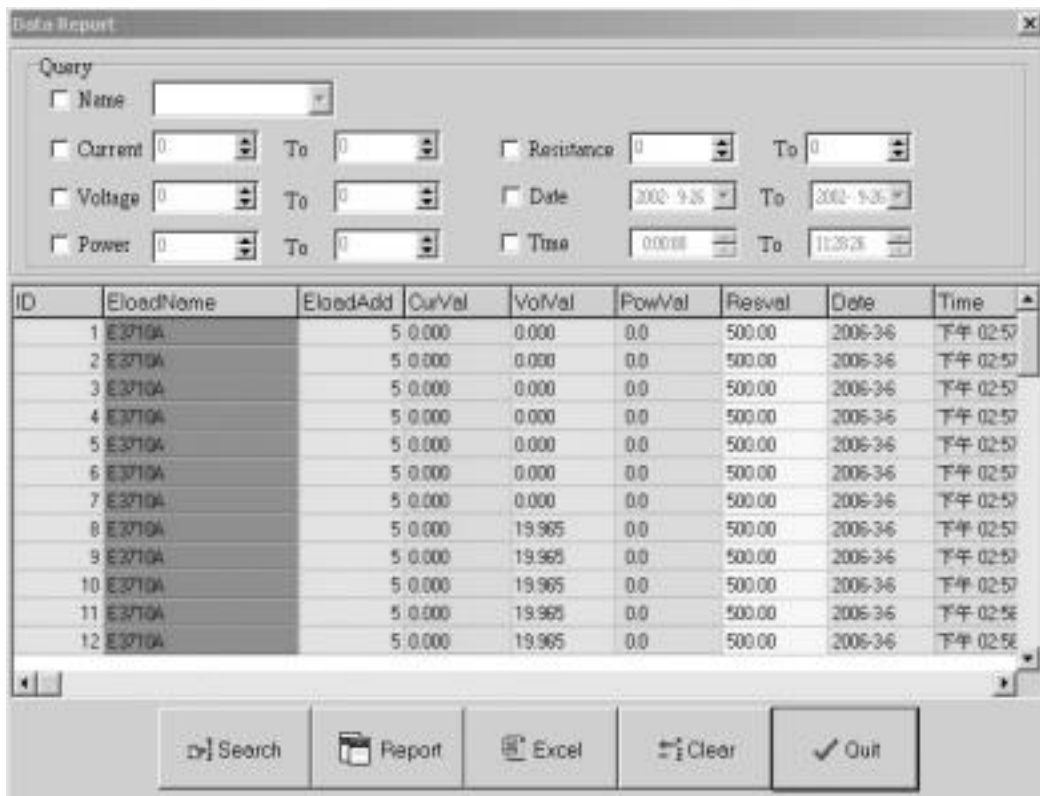 Data Report
Query
Name
Current 0 To 0 Resistance 0 To 0
Voltage 0 To 0 Date 2002- 9-26 To 2002- 9-26
Power 0 To 0 Time 0:00:00 To 11:28:26
ID EloadName EloadAdd CurVal VolVal PowVal Resval Date Time
1 E3710A 5 0.000 0.000 0.0 500.00 2006-3-6 下午 02:57
2 E3710A 5 0.000 0.000 0.0 500.00 2006-3-6 下午 02:57
3 E3710A 5 0.000 0.000 0.0 500.00 2006-3-6 下午 02:57
4 E3710A 5 0.000 0.000 0.0 500.00 2006-3-6 下午 02:57
5 E3710A 5 0.000 0.000 0.0 500.00 2006-3-6 下午 02:57
6 E3710A 5 0.000 0.000 0.0 500.00 2006-3-6 下午 02:57
7 E3710A 5 0.000 0.000 0.0 500.00 2006-3-6 下午 02:57
8 E3710A 5 0.000 19.965 0.0 500.00 2006-3-6 下午 02:57
9 E3710A 5 0.000 19.965 0.0 500.00 2006-3-6 下午 02:57
10 E3710A 5 0.000 19.965 0.0 500.00 2006-3-6 下午 02:57
11 E3710A 5 0.000 19.965 0.0 500.00 2006-3-6 下午 02:58
12 E3710A 5 0.000 19.965 0.0 500.00 2006-3-6 下午 02:58
Search Report Excel Clear Quit